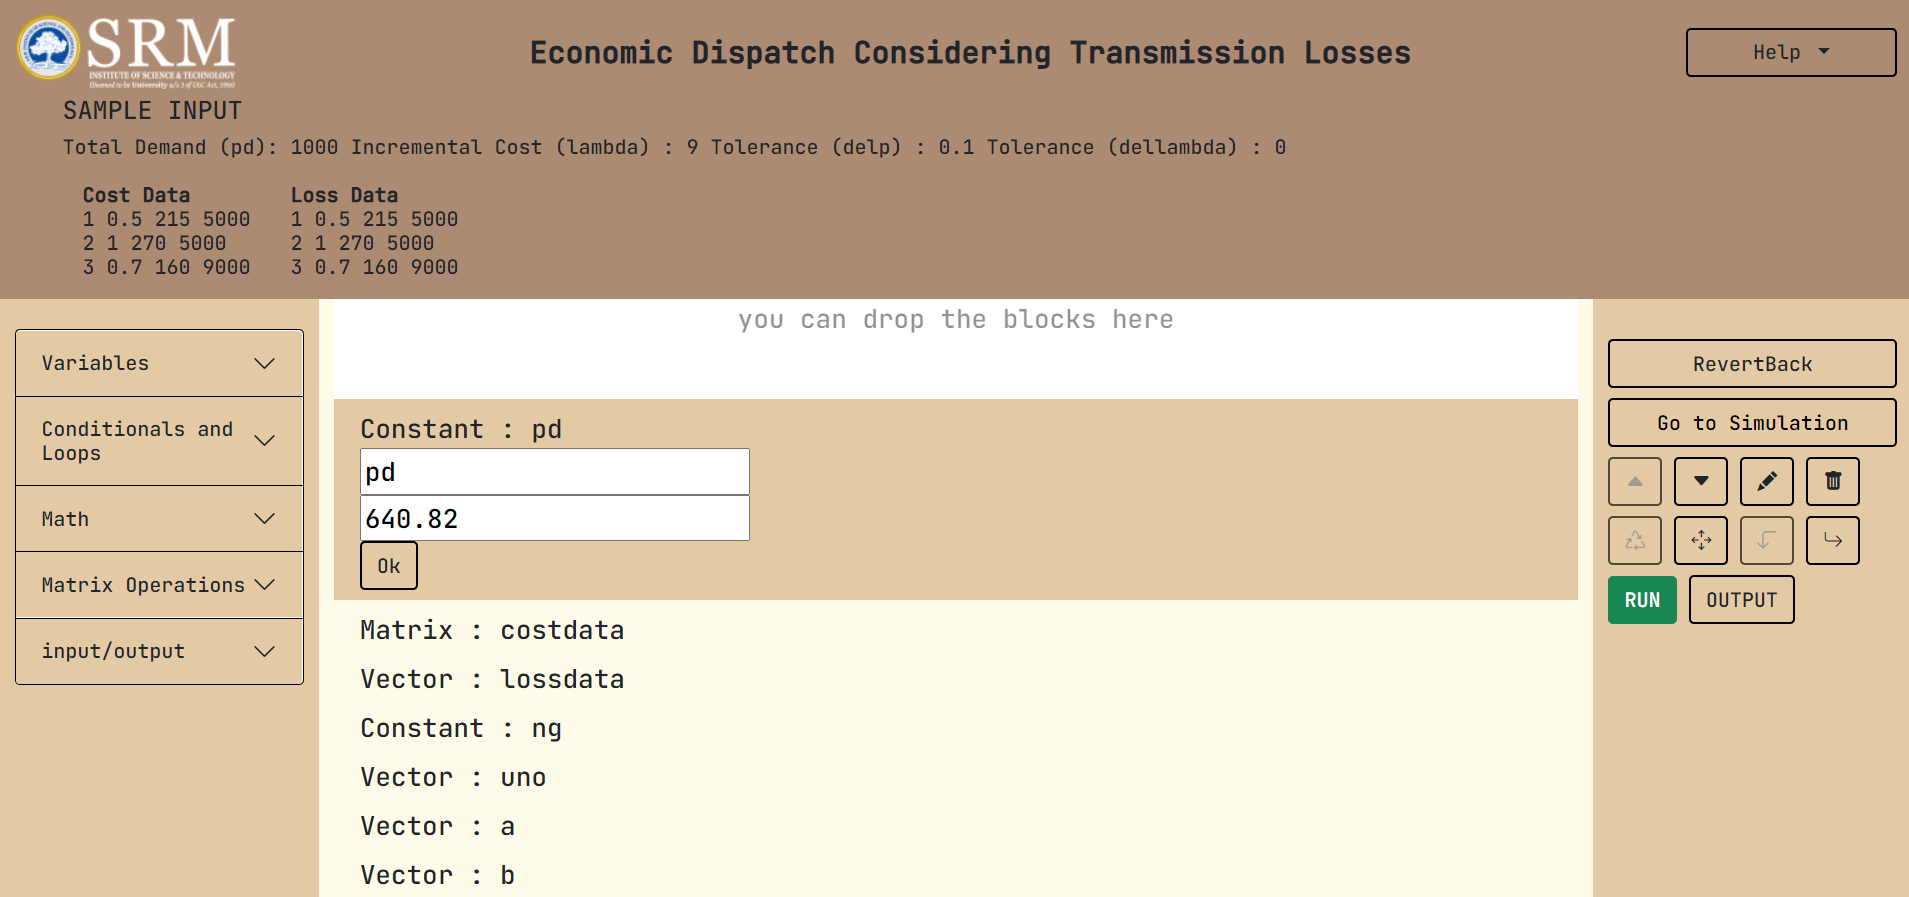 SRM
INSTITUTE OF SCIENCE & TECHNOLOGY
(Deemed to be University u/s 3 of UGC Act, 1956)
Economic Dispatch Considering Transmission Losses
Help
SAMPLE INPUT
Total Demand (pd): 1000 Incremental Cost (lambda) : 9 Tolerance (delp) : 0.1 Tolerance (dellambda) : 0
Cost Data
1 0.5 215 5000
2 1 270 5000
3 0.7 160 9000
Loss Data
1 0.5 215 5000
2 1 270 5000
3 0.7 160 9000
Variables
Conditionals and
Loops
Math
Matrix Operations
input/output
you can drop the blocks here
Constant : pd
pd
640.82
Ok
Matrix : costdata
Vector : lossdata
Constant : ng
Vector : uno
Vector : a
Vector : b
RevertBack
Go to Simulation
RUN
OUTPUT